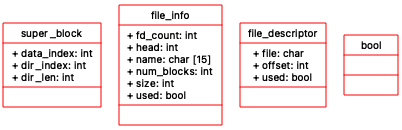 super_block
+ data_index: int
+ dir_index: int
+ dir_len: int
file_info
+ fd_count: int
+ head: int
+ name: char [15]
+ num_blocks: int
+ size: int
+ used: bool
file_descriptor
+ file: char
+ offset: int
+ used: bool
bool